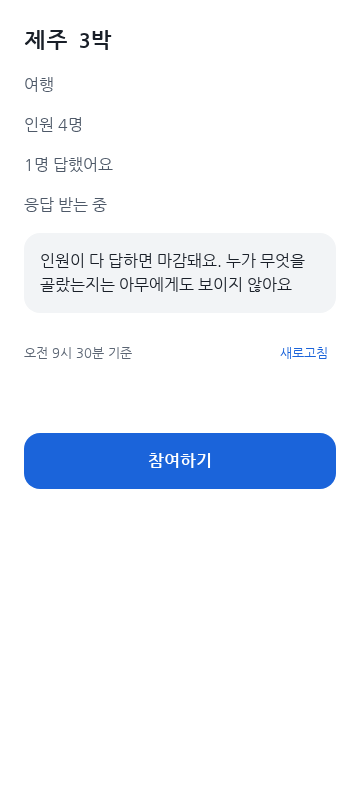 제주 3박
여행
인원 4명
1명 답했어요
응답 받는 중
인원이 다 답하면 마감돼요. 누가 무엇을
골랐는지는 아무에게도 보이지 않아요
오전 9시 30분 기준
새로고침
참여하기